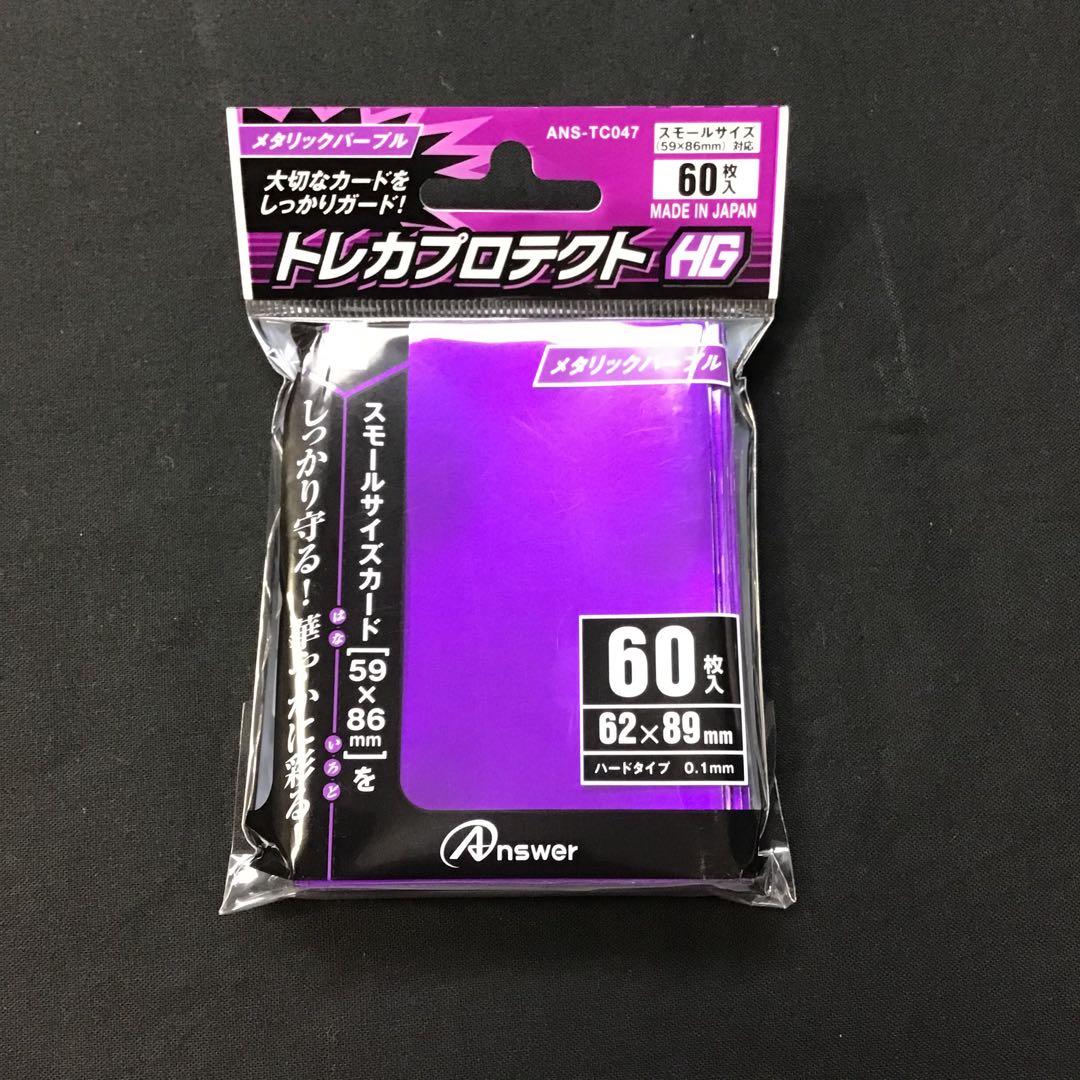 メタリックパープル
大切なカードを
しっかりガード!
ANS-TC047
スモールサイズ
(59×86mm) 対応
60枚入
MADE IN JAPAN
トレカプロテクト HG
メタリックパープル
スモールサイズカード[59×86mm]を
しっかり守る!華やかに彩る
はな
いろど
60枚入
62×89mm
ハードタイプ 0.1mm
Answer